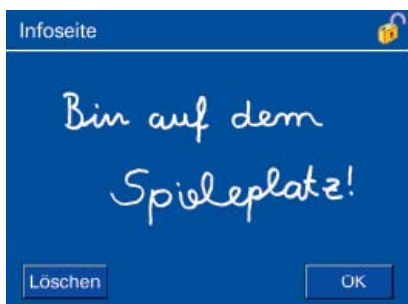 Infoseite
Bin auf dem
Spieleplatz!
Löschen
OK